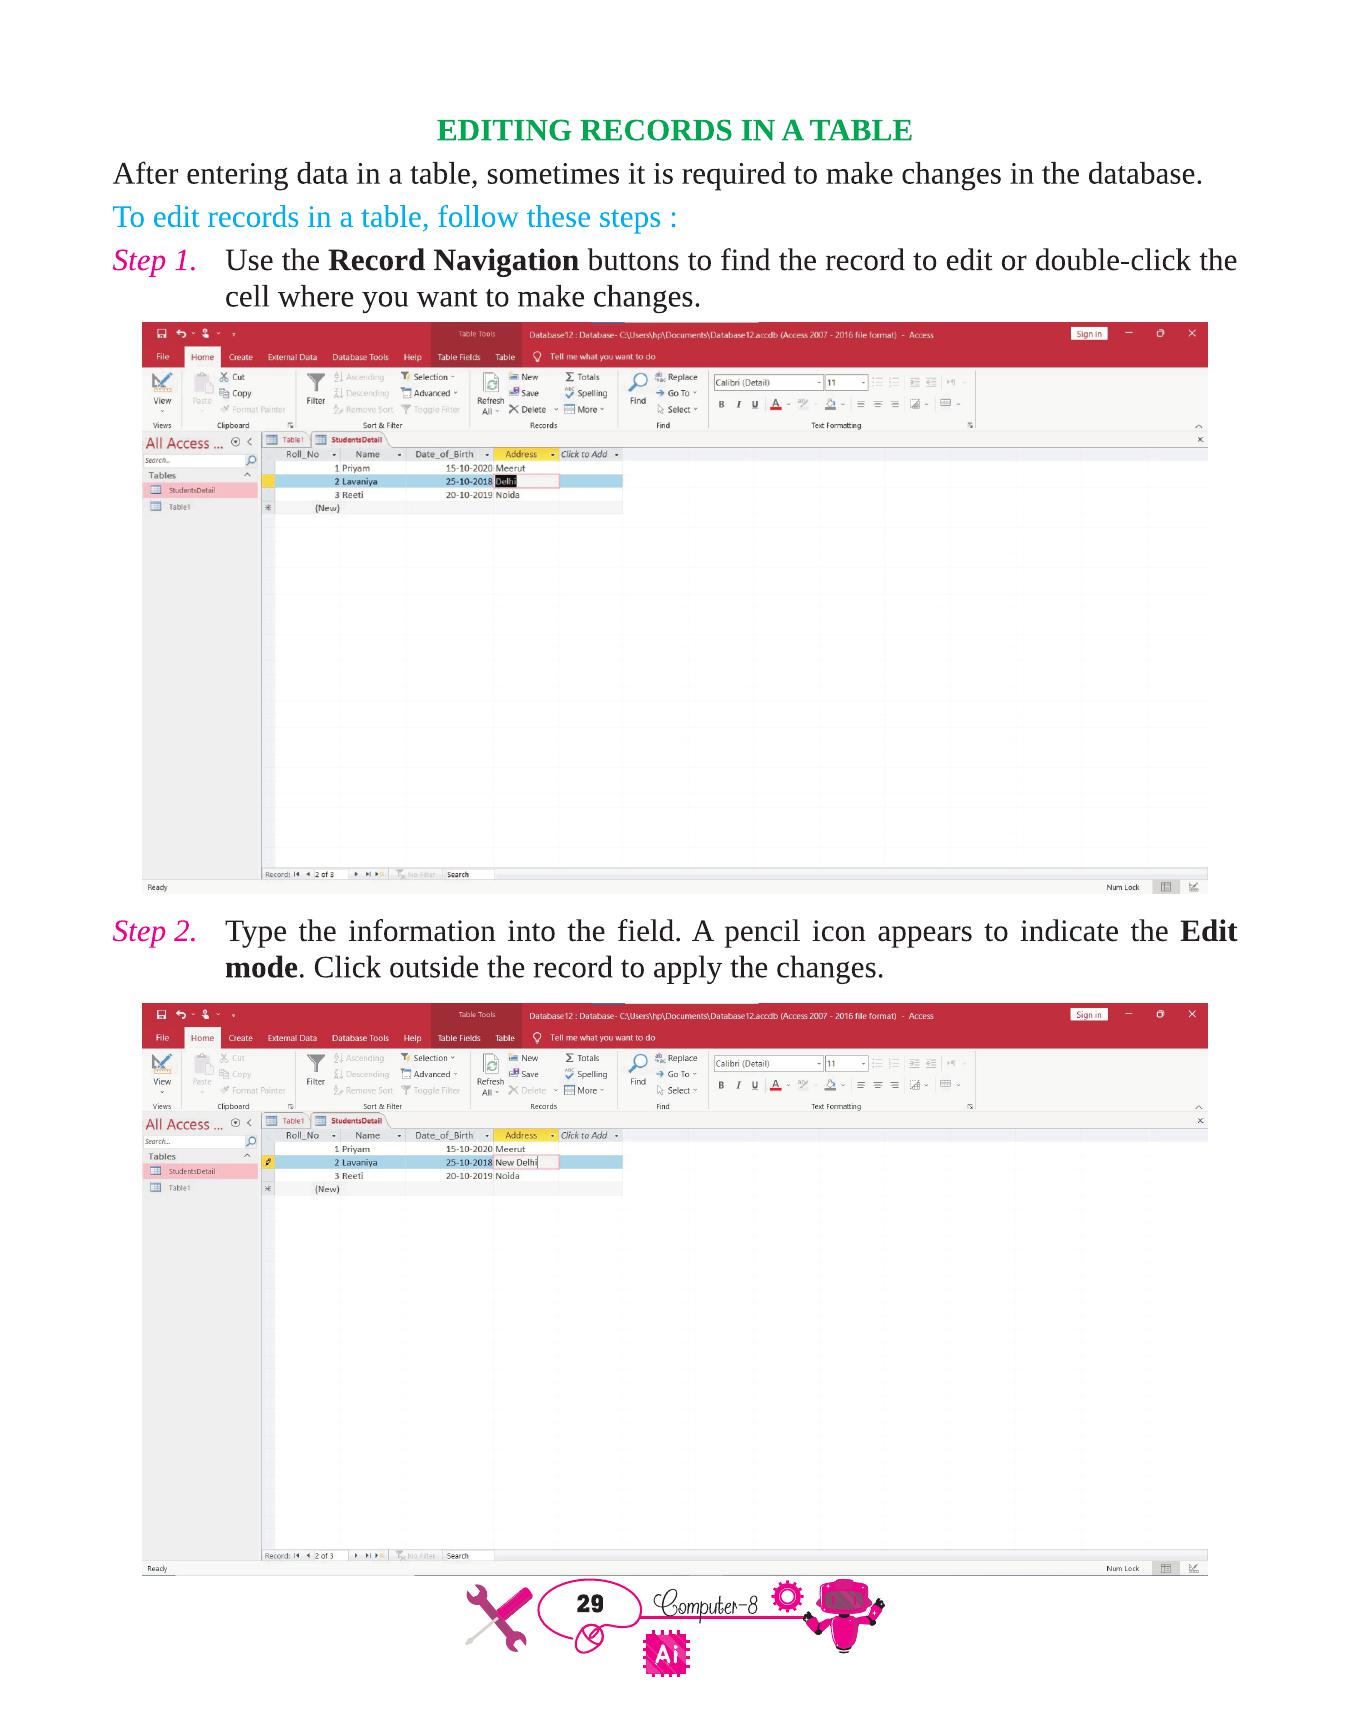 EDITING RECORDS IN A TABLE
After entering data in a table, sometimes it is required to make changes in the database.
To edit records in a table, follow these steps :
Step 1. Use the Record Navigation buttons to find the record to edit or double-click the
cell where you want to make changes.
Table Tools Database12 : Database- C:\Users\hp\Documents\Database12.accdb (Access 2007 - 2016 file format) - Access Sign in
File Home Create External Data Database Tools Help Table Fields Table Tell me what you want to do
Cut Ascending Selection New Totals Replace Calibri (Detail) 11
View Paste Copy Filter Descending Advanced Refresh Save Spelling Find Go To B I U A
Format Painter Remove Sort Toggle Filter All Delete More Select
Views Clipboard Sort & Filter Records Find Text Formatting
All Access ... Table1 StudentsDetail
Search... Roll_No Name Date_of_Birth Address Click to Add
Tables 1 Priyam 15-10-2020 Meerut
StudentsDetail 2 Lavaniya 25-10-2018 Delhi
Table1 3 Reeti 20-10-2019 Noida
(New)
Record: 2 of 3 No Filter Search
Ready Num Lock
Step 2. Type the information into the field. A pencil icon appears to indicate the Edit
mode. Click outside the record to apply the changes.
Table Tools Database12 : Database- C:\Users\hp\Documents\Database12.accdb (Access 2007 - 2016 file format) - Access Sign in
File Home Create External Data Database Tools Help Table Fields Table Tell me what you want to do
Cut Ascending Selection New Totals Replace Calibri (Detail) 11
View Paste Copy Filter Descending Advanced Refresh Save Spelling Find Go To B I U A
Format Painter Remove Sort Toggle Filter All Delete More Select
Views Clipboard Sort & Filter Records Find Text Formatting
All Access ... Table1 StudentsDetail
Search... Roll_No Name Date_of_Birth Address Click to Add
Tables 1 Priyam 15-10-2020 Meerut
StudentsDetail 2 Lavaniya 25-10-2018 New Delhi
Table1 3 Reeti 20-10-2019 Noida
(New)
Record: 2 of 3 No Filter Search
Ready Num Lock
29 Computer-8
Ai